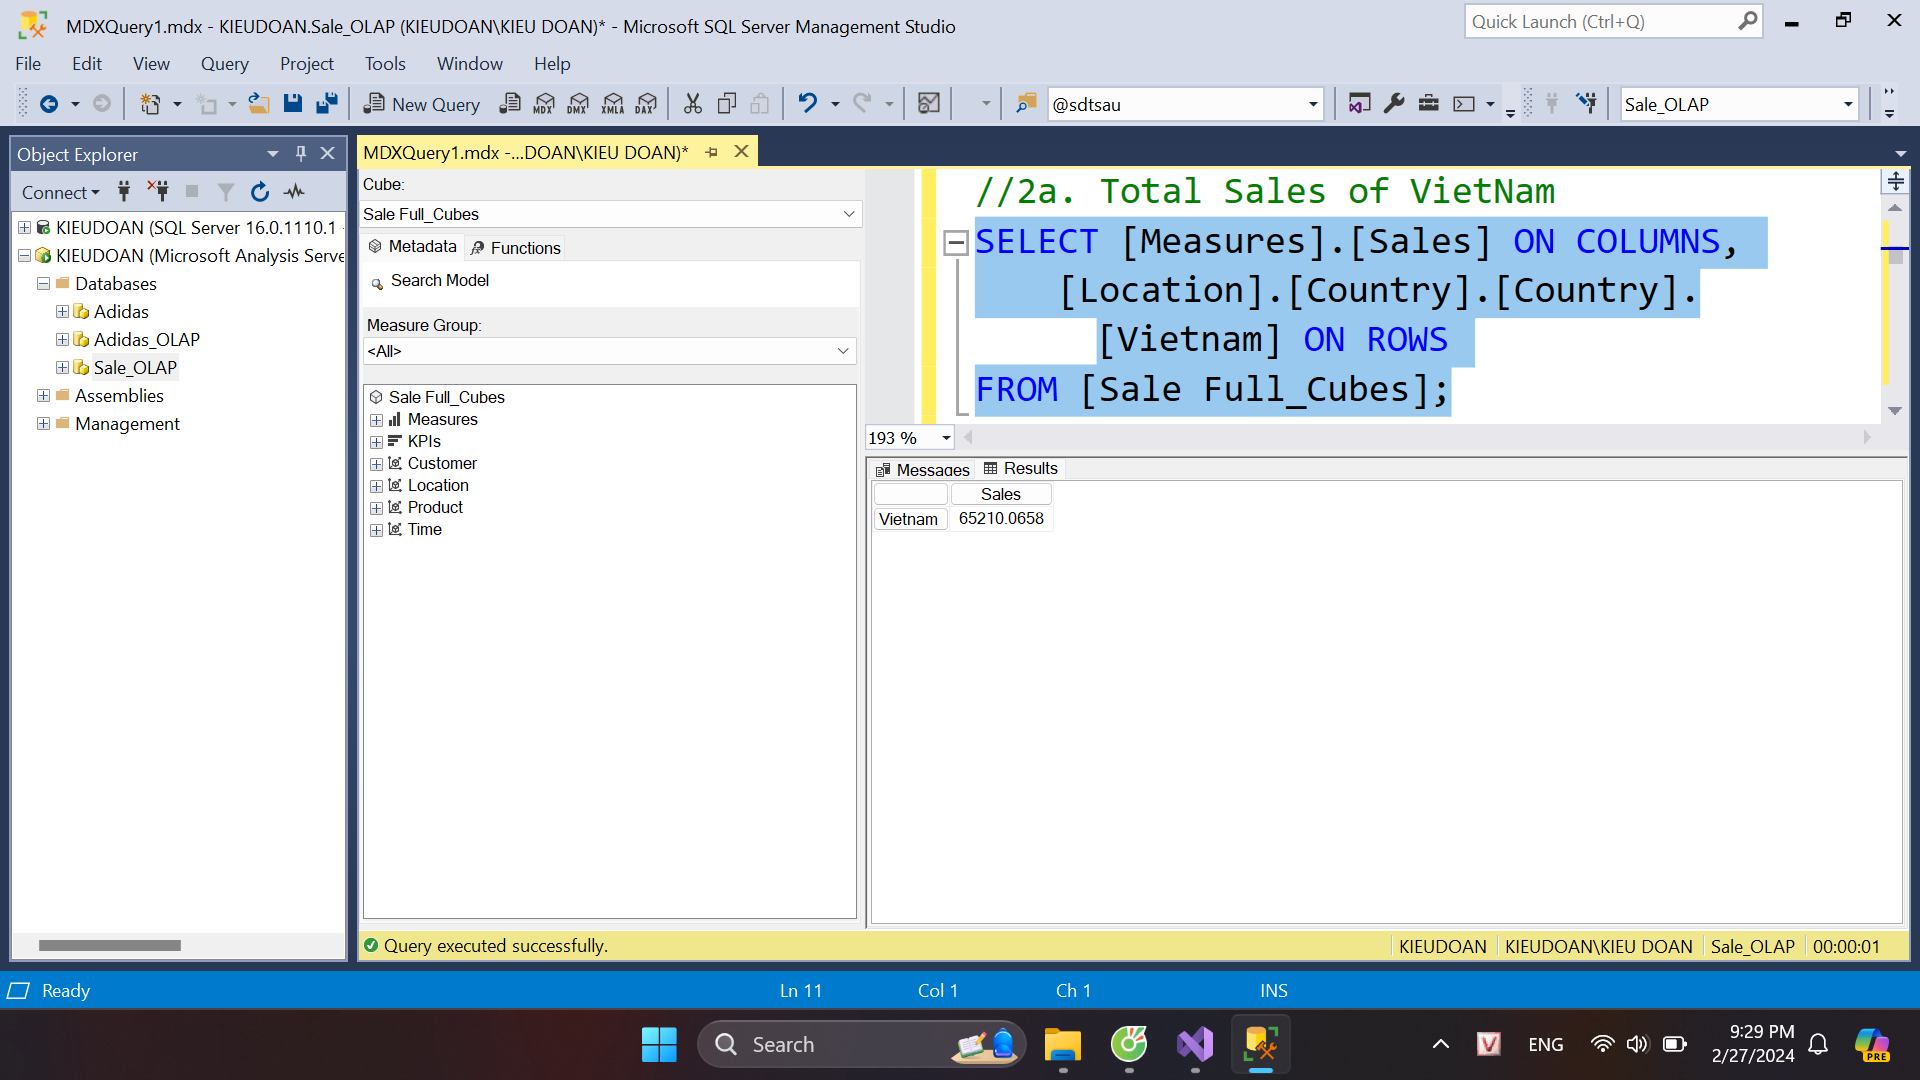 MDXQuery1.mdx - KIEUDOAN.Sale_OLAP (KIEUDOAN\KIEU DOAN)* - Microsoft SQL Server Management Studio
Quick Launch (Ctrl+Q)
File Edit View Query Project Tools Window Help
New Query MDX DMX XMLA DAX @sdtsau Sale_OLAP
Object Explorer
Connect
KIEUDOAN (SQL Server 16.0.1110.1 -
KIEUDOAN (Microsoft Analysis Serve
Databases
Adidas
Adidas_OLAP
Sale_OLAP
Assemblies
Management
MDXQuery1.mdx -...DOAN\KIEU DOAN)*
Cube:
Sale Full_Cubes
Metadata Functions
Search Model
Measure Group:
<All>
Sale Full_Cubes
Measures
KPIs
Customer
Location
Product
Time
//2a. Total Sales of VietNam
SELECT [Measures].[Sales] ON COLUMNS,
[Location].[Country].[Country].
[Vietnam] ON ROWS
FROM [Sale Full_Cubes];
193 %
Messages Results
Sales
Vietnam 65210.0658
Query executed successfully.
KIEUDOAN KIEUDOAN\KIEU DOAN Sale_OLAP 00:00:01
Ready Ln 11 Col 1 Ch 1 INS
Search
V
ENG
9:29 PM
2/27/2024
PRE